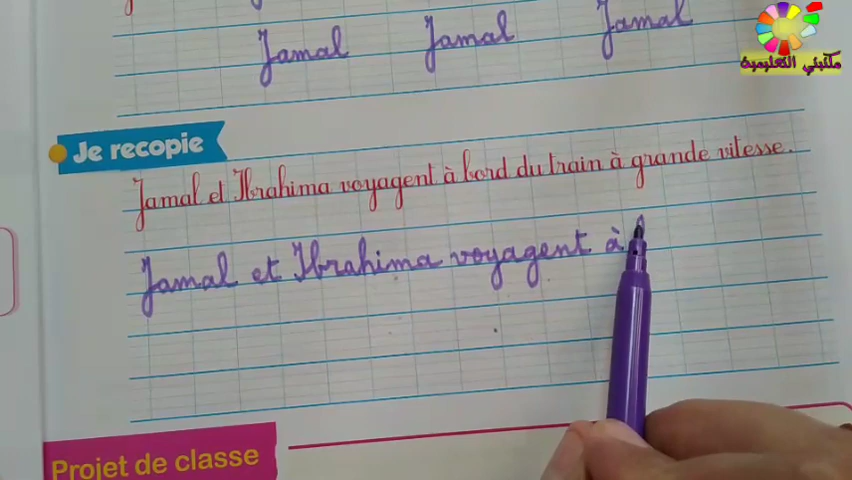 Jamal Jamal Jamal
مكتبتي التعليمية
Je recopie
Jamal et Ibrahima voyagent à bord du train à grande vitesse.
Jamal et Ibrahima voyagent à
Projet de classe